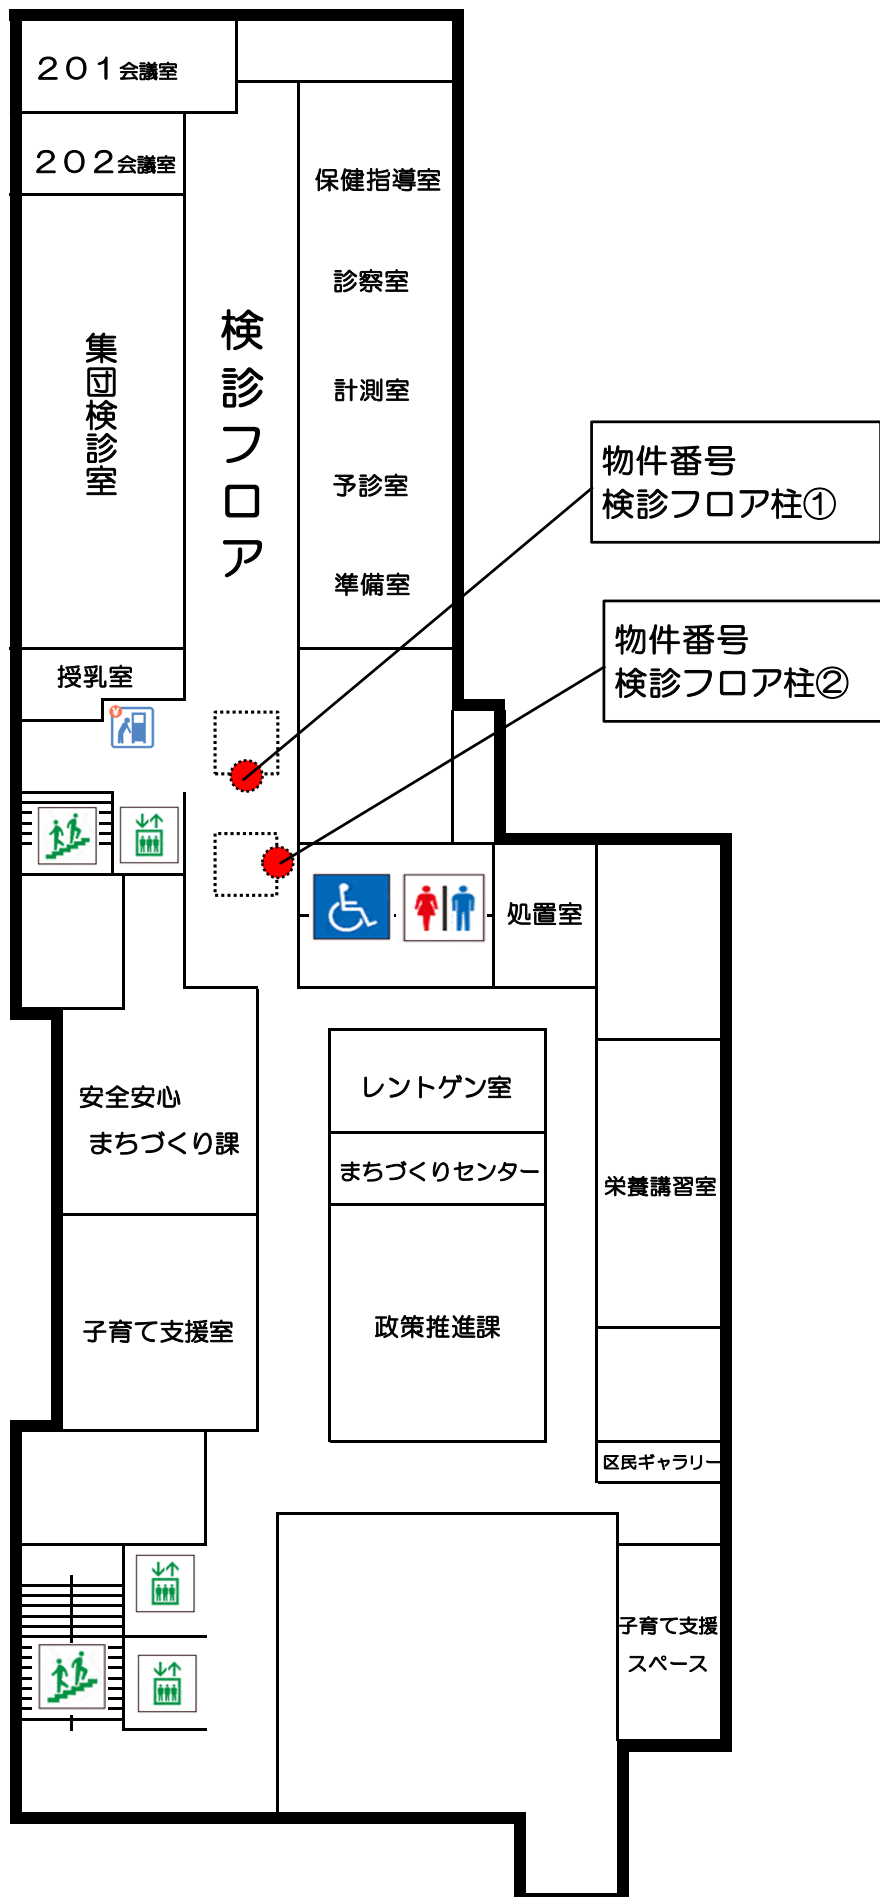 ２０１会議室
２０２会議室
保健指導室
診察室
検診フロア
集団検診室
計測室
物件番号
検診フロア柱①
予診室
準備室
物件番号
検診フロア柱②
授乳室
¥
処置室
レントゲン室
安全安心
まちづくり課
まちづくりセンター
栄養講習室
子育て支援室
政策推進課
区民ギャラリー
子育て支援
スペース